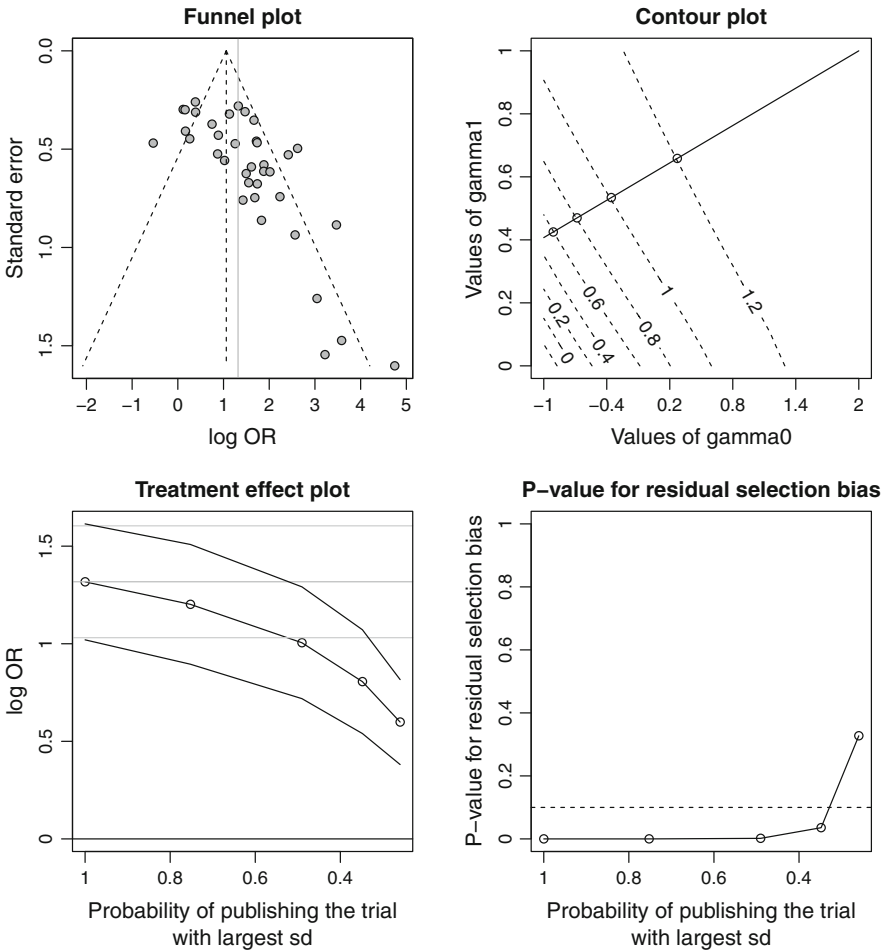 Funnel plot
Standard error
0.0
0.5
1.0
1.5
−2 −1 0 1 2 3 4 5
log OR
Contour plot
Values of gamma1
1
0.8
0.6
0.4
0.2
0
0
0.2
0.4
0.6
0.8
1
1.2
−1 −0.4 0.2 0.8 1.4 2
Values of gamma0
Treatment effect plot
log OR
1.5
1
0.5
0
1 0.8 0.6 0.4
Probability of publishing the trial
with largest sd
P−value for residual selection bias
P−value for residual selection bias
1
0.8
0.6
0.4
0.2
0
1 0.8 0.6 0.4
Probability of publishing the trial
with largest sd